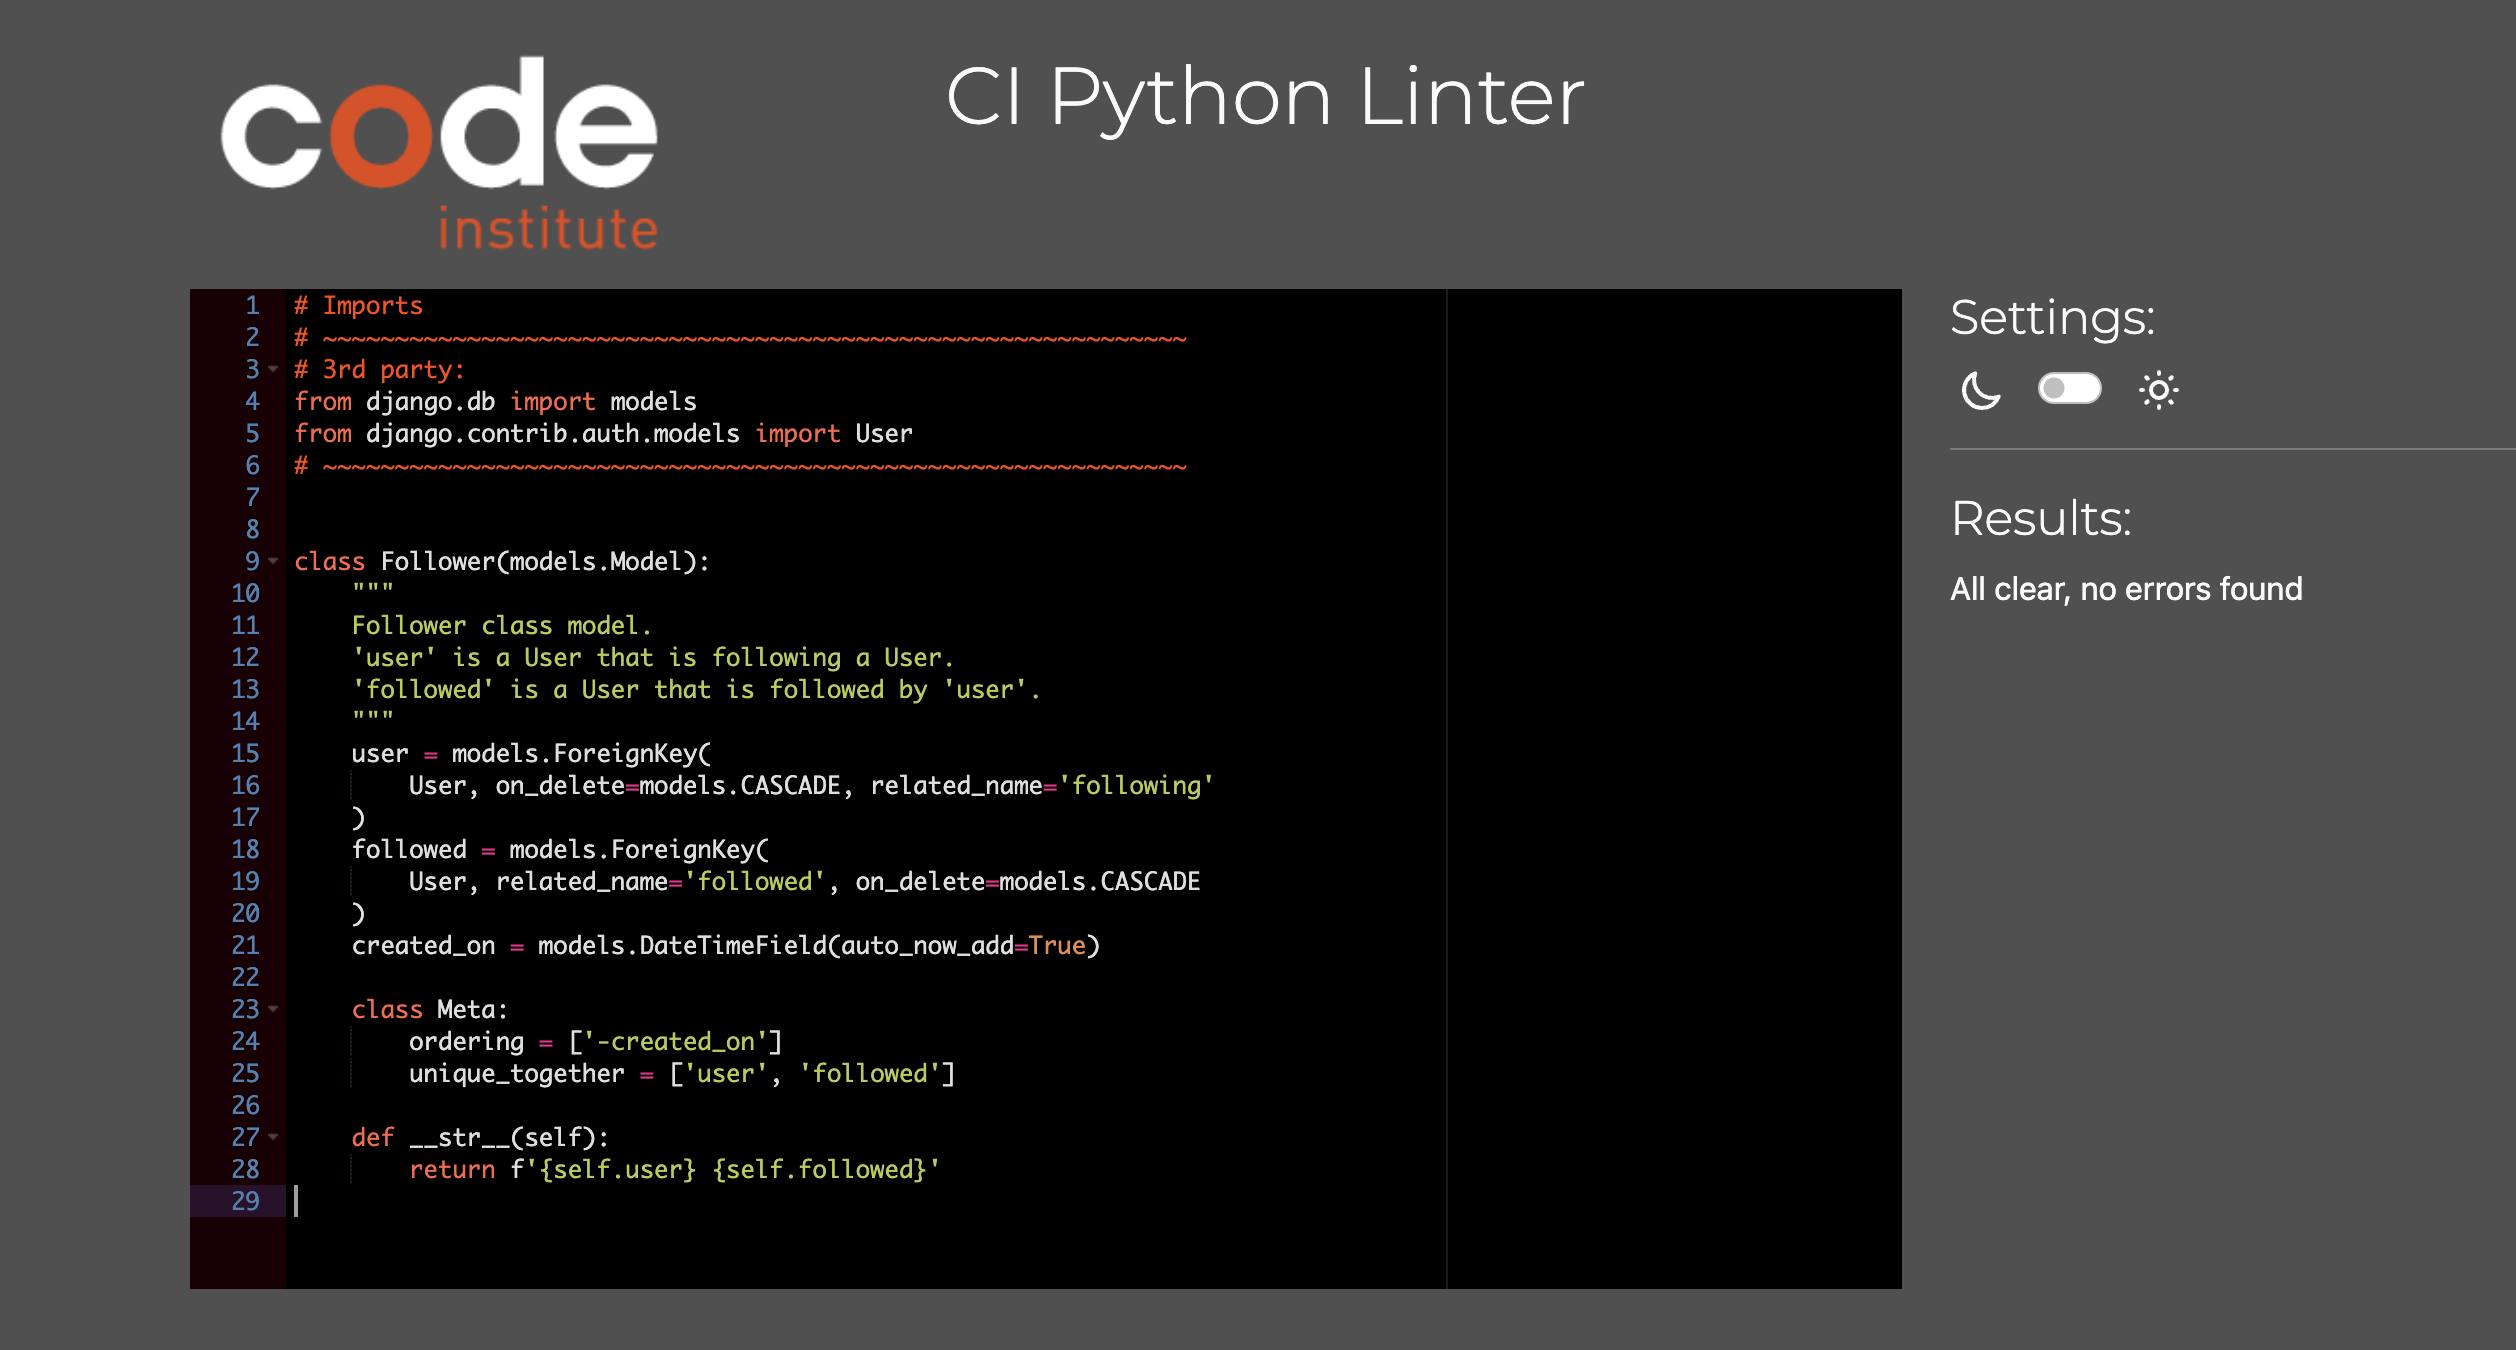 code
institute
CI Python Linter
1 # Imports
2 # ~~~~~~~~~~~~~~~~~~~~~~~~~~~~~~~~~~~~~~~~~~~~~~~~~~~~~~~~~~~~
3 # 3rd party:
4 from django.db import models
5 from django.contrib.auth.models import User
6 # ~~~~~~~~~~~~~~~~~~~~~~~~~~~~~~~~~~~~~~~~~~~~~~~~~~~~~~~~~~~~
7
8
9 class Follower(models.Model):
10     """
11     Follower class model.
12     'user' is a User that is following a User.
13     'followed' is a User that is followed by 'user'.
14     """
15     user = models.ForeignKey(
16         User, on_delete=models.CASCADE, related_name='following'
17     )
18     followed = models.ForeignKey(
19         User, related_name='followed', on_delete=models.CASCADE
20     )
21     created_on = models.DateTimeField(auto_now_add=True)
22
23     class Meta:
24         ordering = ['-created_on']
25         unique_together = ['user', 'followed']
26
27     def __str__(self):
28         return f'{self.user} {self.followed}'
29
Settings:
Results:
All clear, no errors found